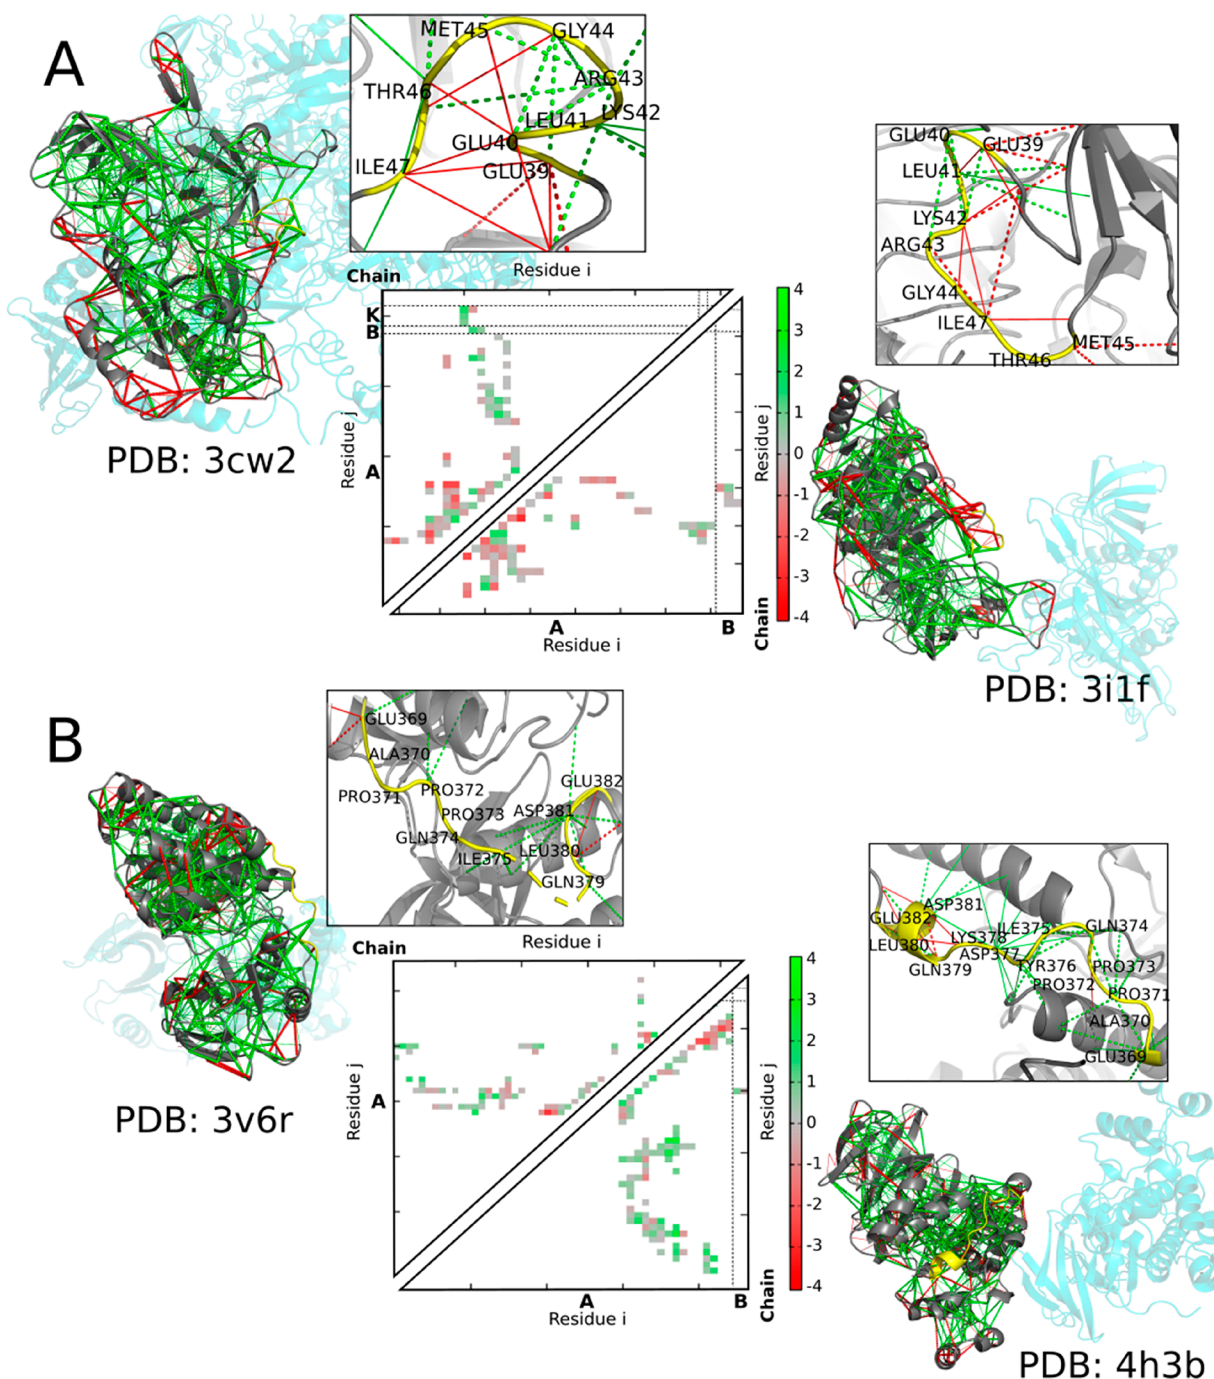 A
MET45
GLY44
THR46
ARG43
LEU41
LYS42
GLU40
ILE47
GLU39
PDB: 3cw2
Residue i
Chain
K
B
Residue j
A
4
3
2
1
0
-1
-2
-3
-4
Residue j
A
B
Residue i
Chain
GLU40
GLU39
LEU41
LYS42
ARG43
GLY44
ILE47
MET45
THR46
PDB: 3i1f
B
GLU369
ALA370
PRO371
PRO372
GLU382
PRO373
ASP381
GLN374
ILE375
LEU380
GLN379
PDB: 3v6r
Residue i
Chain
Residue j
A
4
3
2
1
0
-1
-2
-3
-4
Residue j
A
B
Residue i
Chain
ASP381
GLU382
ILE375
GLN374
LEU380
LYS378
ASP377
GLN379
TYR376
PRO373
PRO372
PRO371
ALA370
GLU369
PDB: 4h3b